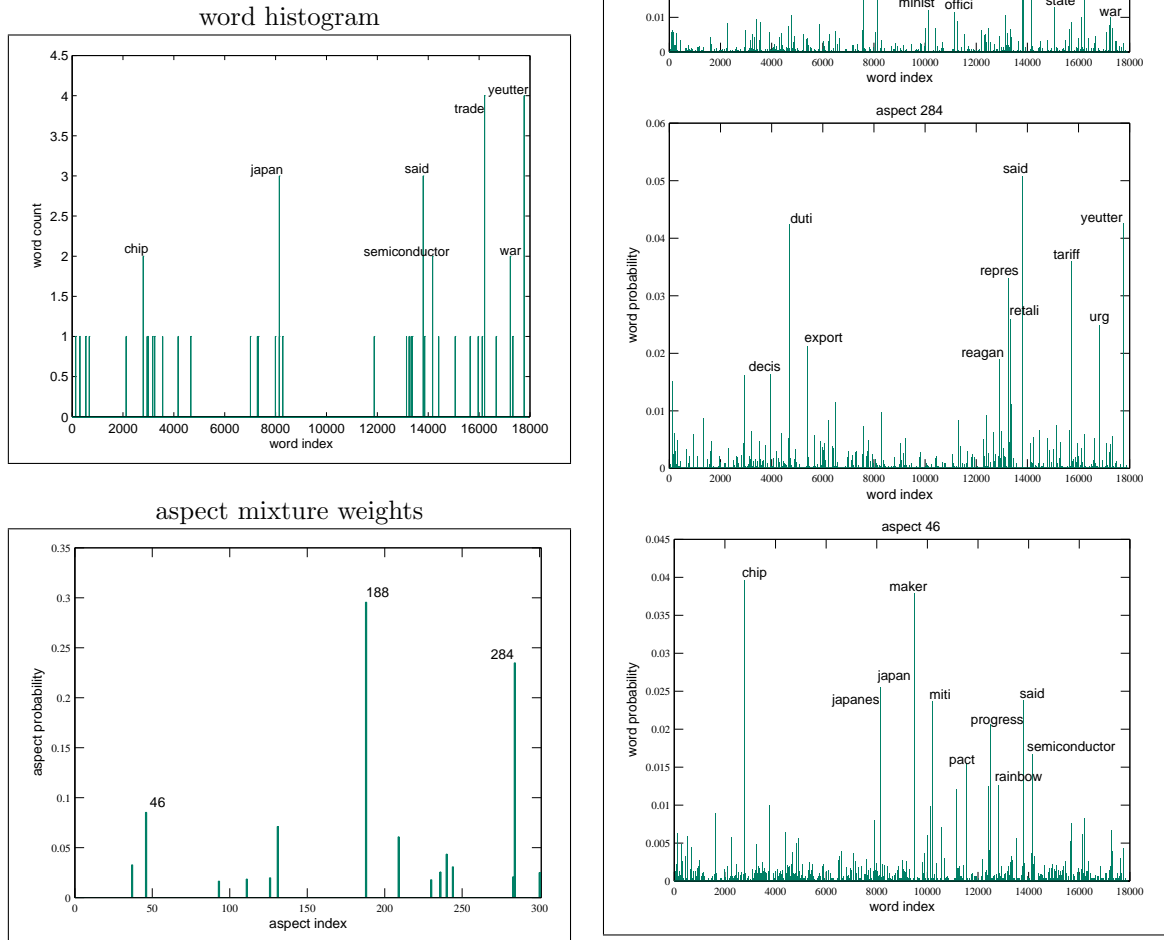 word histogram
4.5
4
3.5
3
2.5
2
1.5
1
0.5
0
word count
chip
japan
said
semiconductor
trade
yeutter
war
0 2000 4000 6000 8000 10000 12000 14000 16000 18000
word index
aspect mixture weights
0.35
0.3
0.25
0.2
0.15
0.1
0.05
0
aspect probability
46
188
284
0 50 100 150 200 250 300
aspect index
0.01
0
minist offici
state
war
0 2000 4000 6000 8000 10000 12000 14000 16000 18000
word index
aspect 284
0.06
0.05
0.04
0.03
0.02
0.01
0
word probability
said
duti
yeutter
tariff
repres
retali
urg
export
reagan
decis
0 2000 4000 6000 8000 10000 12000 14000 16000 18000
word index
aspect 46
0.045
0.04
0.035
0.03
0.025
0.02
0.015
0.01
0.005
0
word probability
chip
maker
japan
japanes
miti
said
progress
semiconductor
pact
rainbow
0 2000 4000 6000 8000 10000 12000 14000 16000 18000
word index